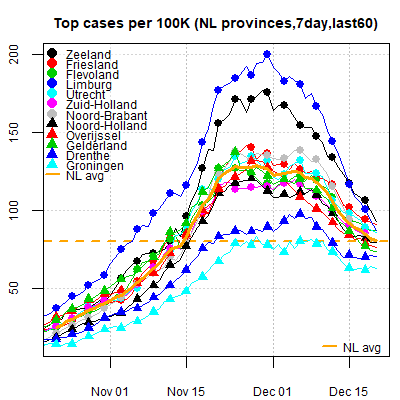 Top cases per 100K (NL provinces,7day,last60)
200
150
100
50
Zeeland
Friesland
Flevoland
Limburg
Utrecht
Zuid-Holland
Noord-Brabant
Noord-Holland
Overijssel
Gelderland
Drenthe
Groningen
NL avg
NL avg
Nov 01
Nov 15
Dec 01
Dec 15